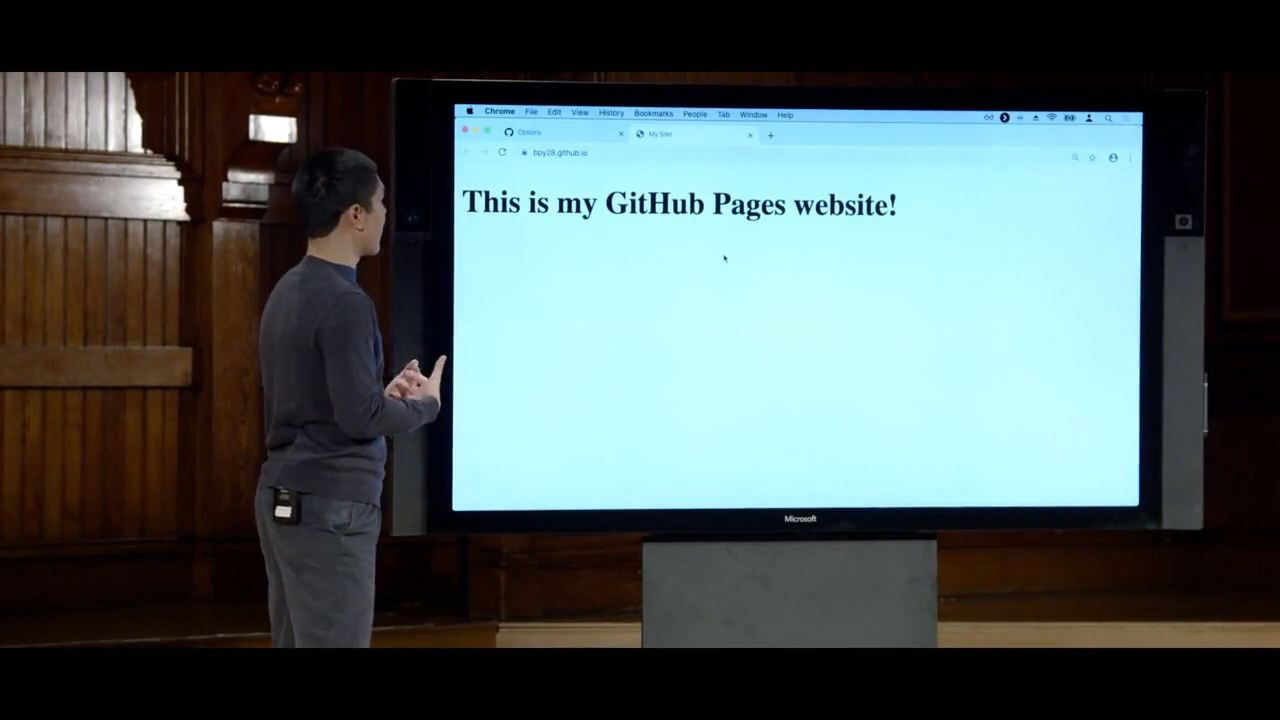 Chrome File Edit View History Bookmarks People Tab Window Help
Options My Site!
bpy28.github.io
This is my GitHub Pages website!
Microsoft